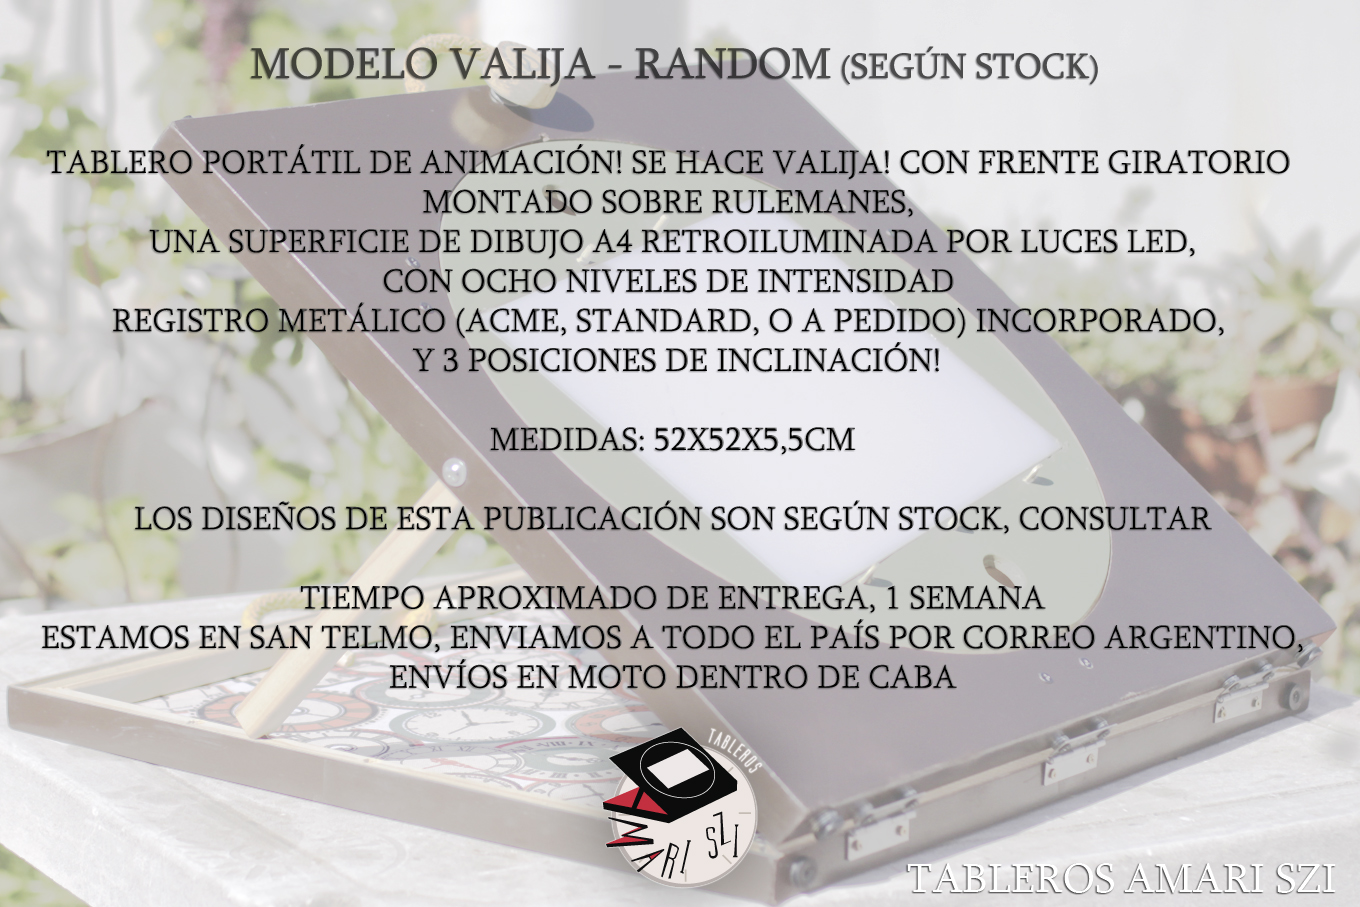 MODELO VALIJA - RANDOM (SEGÚN STOCK)
TABLERO PORTÁTIL DE ANIMACIÓN! SE HACE VALIJA! CON FRENTE GIRATORIO
MONTADO SOBRE RULEMANES,
UNA SUPERFICIE DE DIBUJO A4 RETROILUMINADA POR LUCES LED,
CON OCHO NIVELES DE INTENSIDAD
REGISTRO METÁLICO (ACME, STANDARD, O A PEDIDO) INCORPORADO,
Y 3 POSICIONES DE INCLINACIÓN!
MEDIDAS: 52X52X5,5CM
LOS DISEÑOS DE ESTA PUBLICACIÓN SON SEGÚN STOCK, CONSULTAR
TIEMPO APROXIMADO DE ENTREGA, 1 SEMANA
ESTAMOS EN SAN TELMO, ENVIAMOS A TODO EL PAÍS POR CORREO ARGENTINO,
ENVÍOS EN MOTO DENTRO DE CABA
TABLEROS
AMARI SZI
TABLEROS AMARI SZI